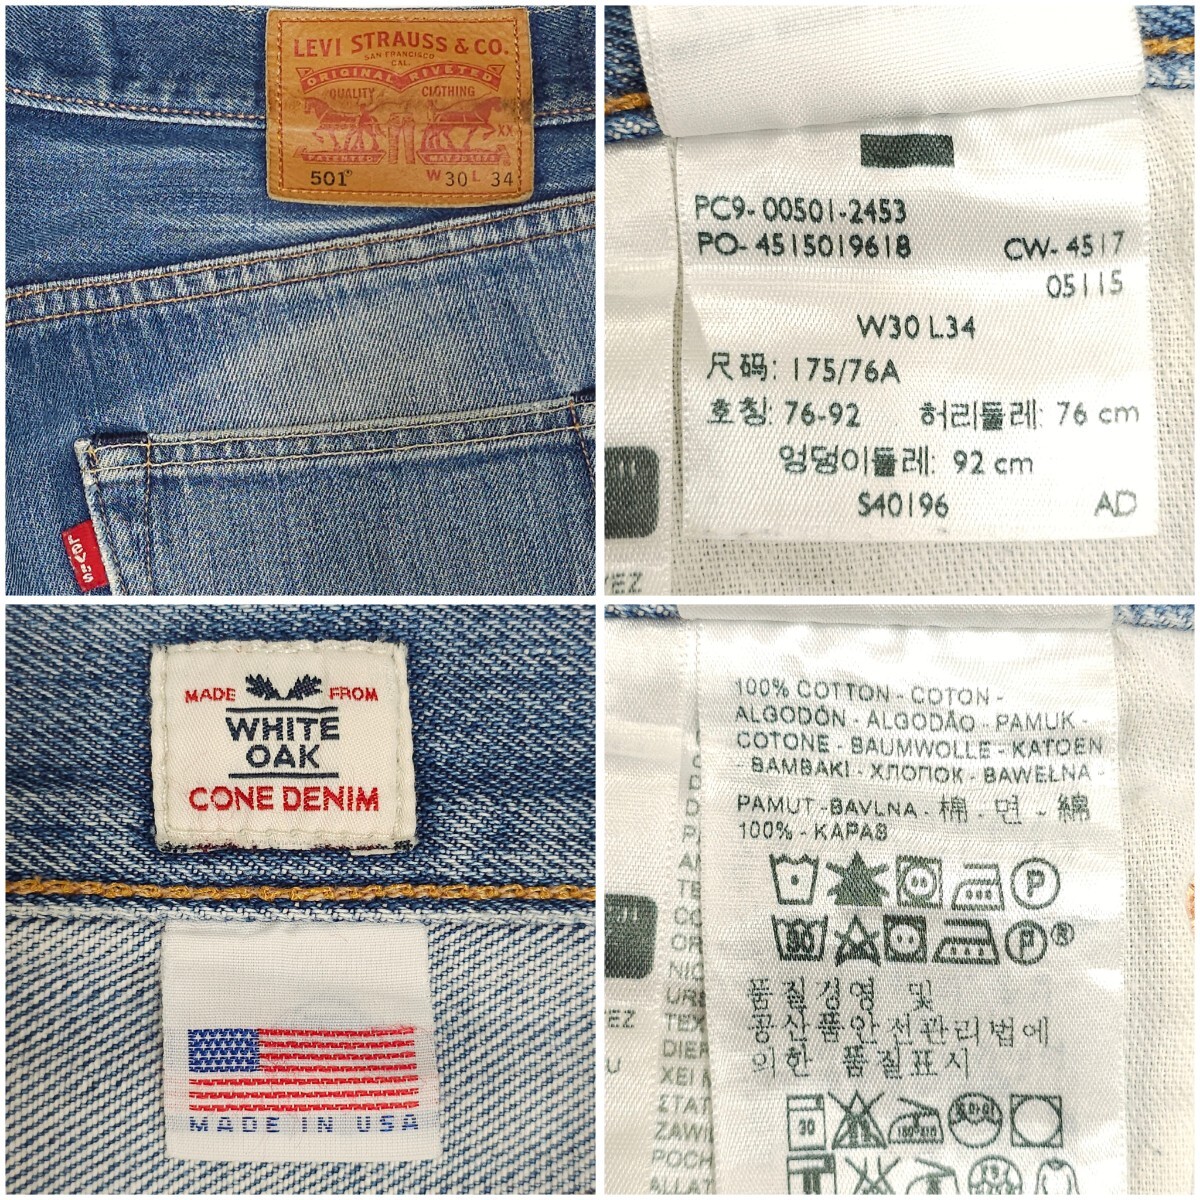 LEVI STRAUSS & CO.
SAN FRANCISCO
CAL.
ORIGINAL RIVETED
QUALITY CLOTHING
XX
501®
W 30 L 34
LEVI'S
PC9-00501-2453
PO-4515019618 CW-4517
05115
W30 L34
尺码: 175/76A
호칭: 76-92 허리둘레: 76 cm
엉덩이둘레: 92 cm
S40196 AD
MADE FROM
WHITE
OAK
CONE DENIM
MADE IN USA
100% COTTON - COTON -
ALGODÓN - ALGODÃO - PAMUK -
COTONE - BAUMWOLLE - KATOEN
- BAMBAKI - ХЛОПОК - BAWEŁNA -
PAMUT - BAVLNA - 棉 - 면 - 綿
100% - KAPAS
P
30 P ®
품질경영 및
공산품안전관리법에
의한 품질표시
30